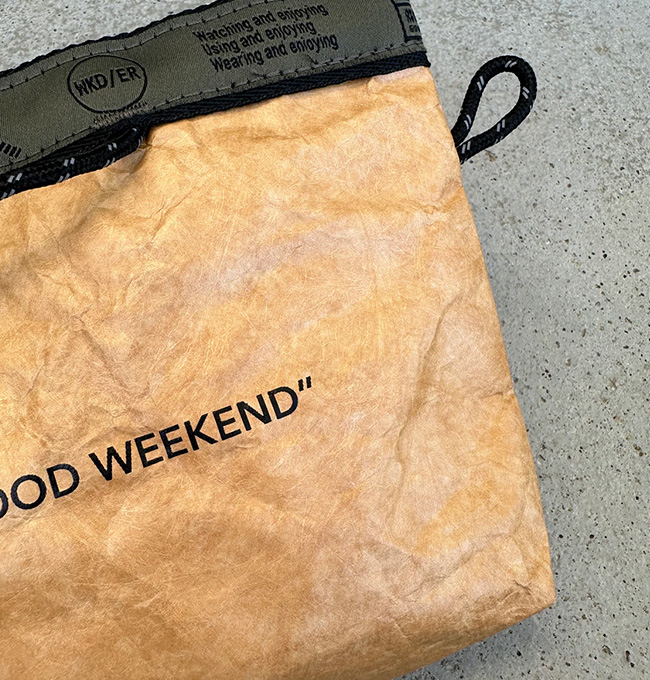 WKD/ER
Watching and enjoying
Using and enjoying
Wearing and enjoying
OOD WEEKEND"